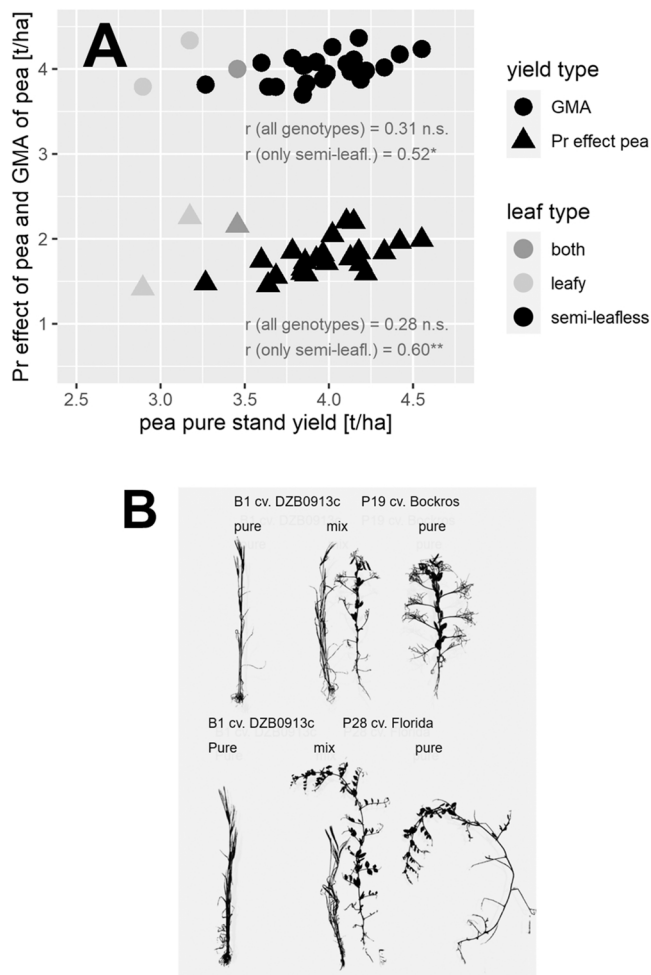 A
Pr effect of pea and GMA of pea [t/ha]
4
3
2
1
r (all genotypes) = 0.31 n.s.
r (only semi-leafl.) = 0.52*
r (all genotypes) = 0.28 n.s.
r (only semi-leafl.) = 0.60**
2.5 3.0 3.5 4.0 4.5
pea pure stand yield [t/ha]
yield type
GMA
Pr effect pea
leaf type
both
leafy
semi-leafless
B
B1 cv. DZB0913c P19 cv. Bockros
pure mix pure
B1 cv. DZB0913c P28 cv. Florida
Pure mix pure